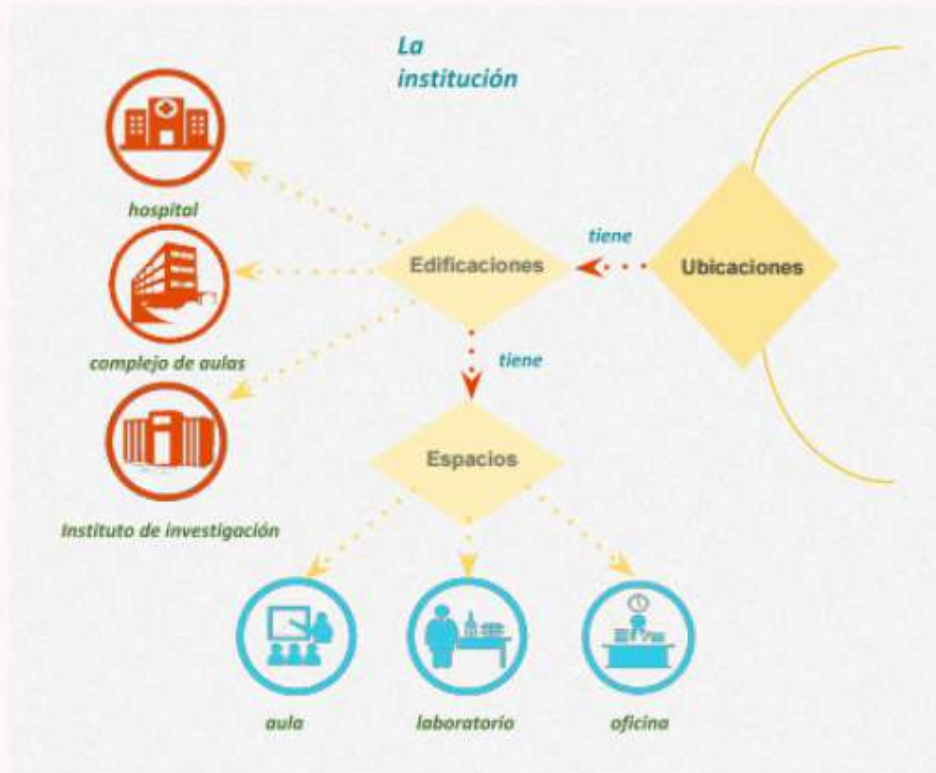 La
institución
hospital
tiene
Edificaciones
Ubicaciones
complejo de aulas
tiene
Espacios
Instituto de investigación
aula
laboratorio
oficina